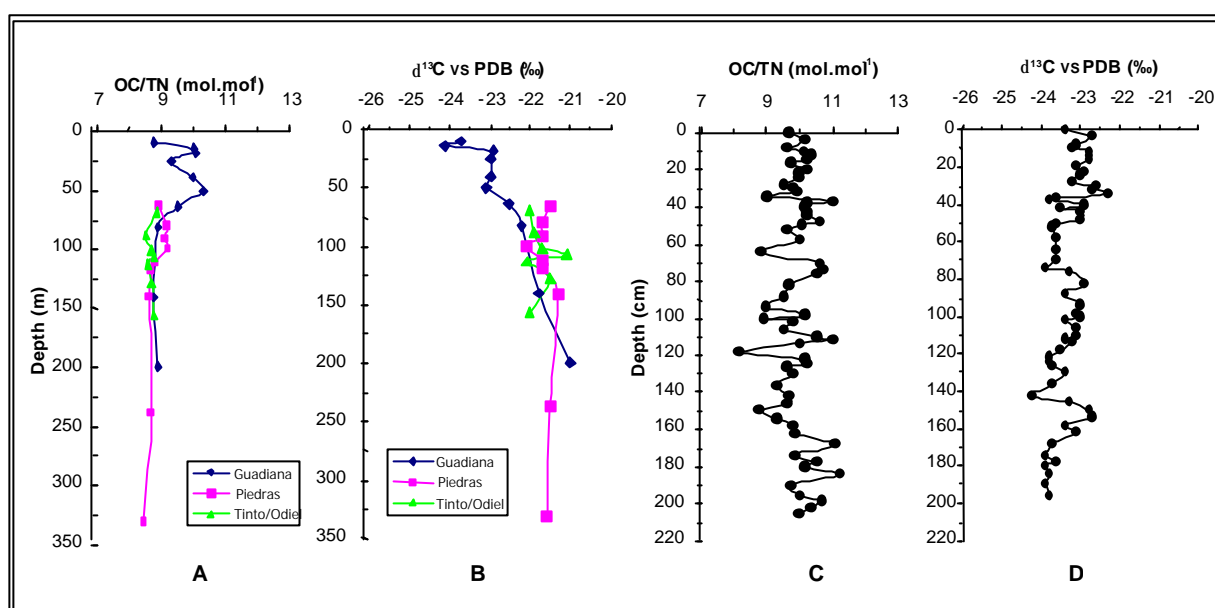 OC/TN (mol.mol¹)
7 9 11 13
0
50
100
150
200
250
300
350
Depth (m)
Guadiana
Piedras
Tinto/Odiel
A
d¹³C vs PDB (‰)
-26 -25 -24 -23 -22 -21 -20
0
50
100
150
200
250
300
350
Guadiana
Piedras
Tinto/Odiel
B
OC/TN (mol.mol¹)
7 9 11 13
0
20
40
60
80
100
120
140
160
180
200
220
Depth (cm)
C
d¹³C vs PDB (‰)
-26 -25 -24 -23 -22 -21 -20
0
20
40
60
80
100
120
140
160
180
200
220
D